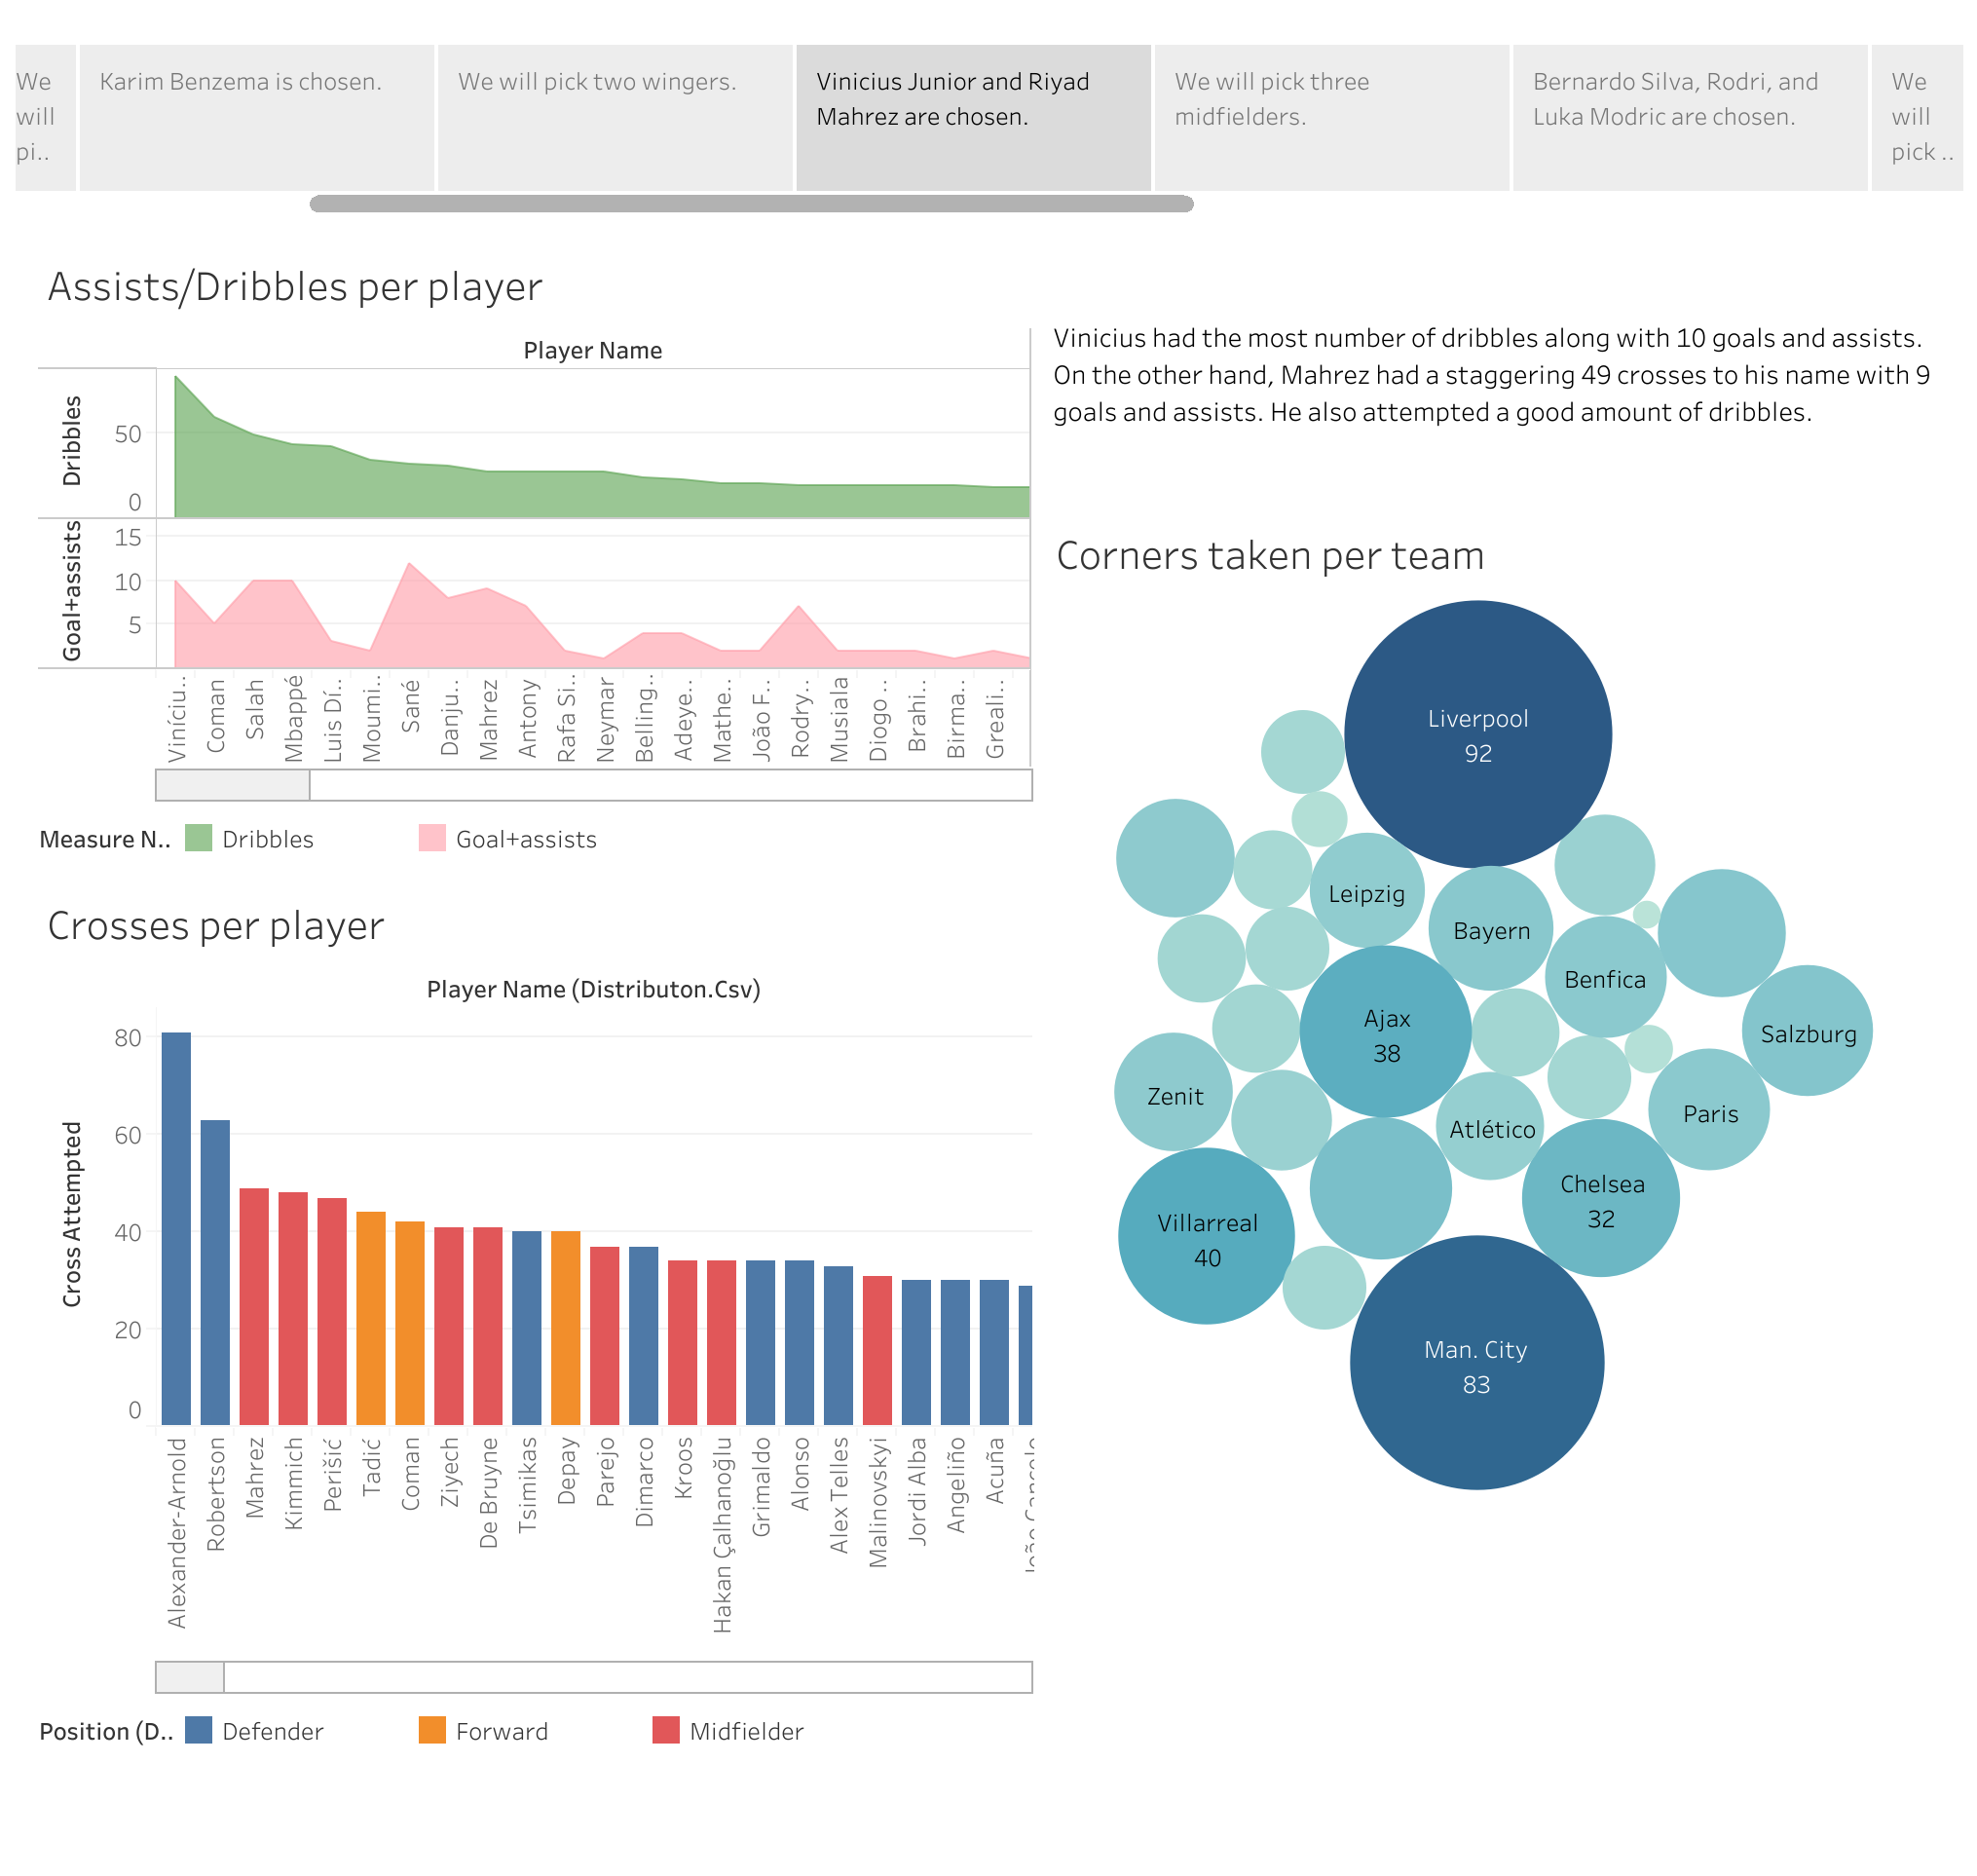 We
will
pi..
Karim Benzema is chosen.
We will pick two wingers.
Vinicius Junior and Riyad
Mahrez are chosen.
We will pick three
midfielders.
Bernardo Silva, Rodri, and
Luka Modric are chosen.
We
will
pick ..
Assists/Dribbles per player
Player Name
Dribbles
50
0
Goal+assists
15
10
5
Viníciu..
Coman
Salah
Mbappé
Luis Dí..
Moumi..
Sané
Danju..
Mahrez
Antony
Rafa Si..
Neymar
Belling..
Adeye..
Mathe..
João F..
Rodry..
Musiala
Diogo ..
Brahi..
Birma..
Greali..
Measure N..
Dribbles
Goal+assists
Vinicius had the most number of dribbles along with 10 goals and assists.
On the other hand, Mahrez had a staggering 49 crosses to his name with 9
goals and assists. He also attempted a good amount of dribbles.
Crosses per player
Player Name (Distributon.Csv)
Cross Attempted
80
60
40
20
0
Alexander-Arnold
Robertson
Mahrez
Kimmich
Perišić
Tadić
Coman
Ziyech
De Bruyne
Tsimikas
Depay
Parejo
Dimarco
Kroos
Hakan Çalhanoğlu
Grimaldo
Alonso
Alex Telles
Malinovskyi
Jordi Alba
Angeliño
Acuña
Position (D..
Defender
Forward
Midfielder
Corners taken per team
Liverpool
92
Leipzig
Bayern
Benfica
Ajax
38
Salzburg
Zenit
Atlético
Paris
Chelsea
32
Villarreal
40
Man. City
83